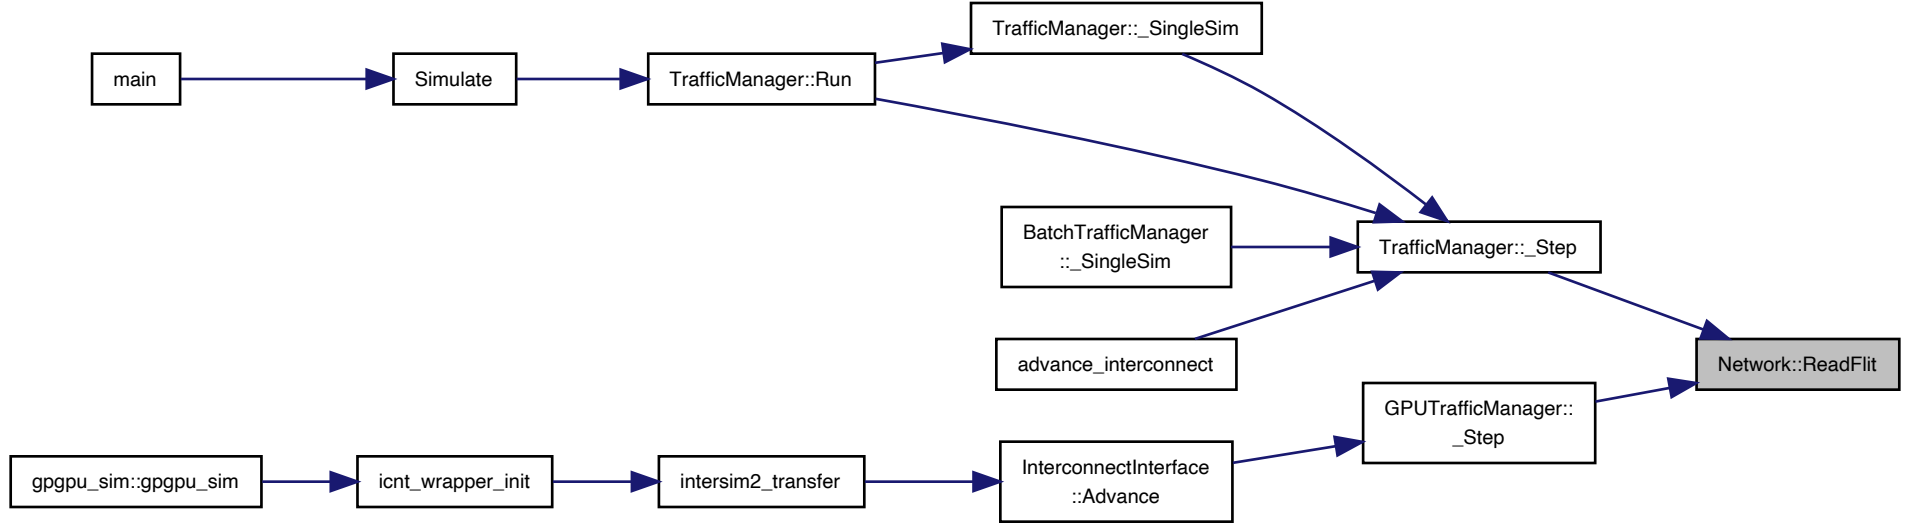 TrafficManager::_SingleSim
main
Simulate
TrafficManager::Run
BatchTrafficManager
::_SingleSim
TrafficManager::_Step
advance_interconnect
Network::ReadFlit
GPUTrafficManager::
_Step
gpgpu_sim::gpgpu_sim
icnt_wrapper_init
intersim2_transfer
InterconnectInterface
::Advance